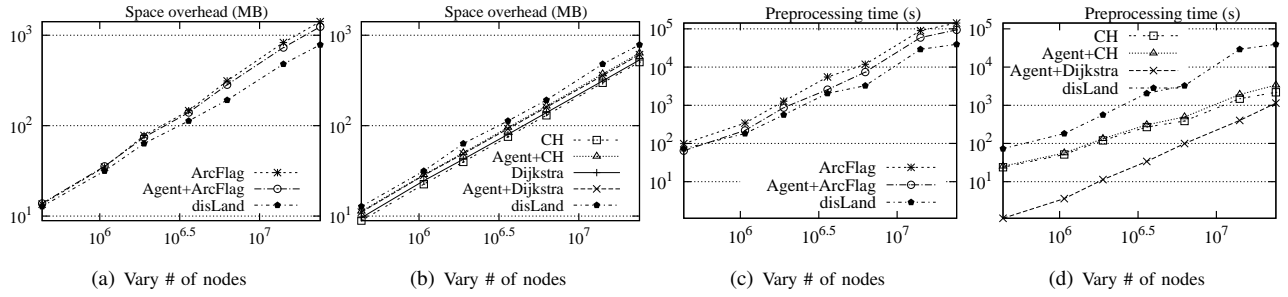 Space overhead (MB)
10^3
10^2
10^1
ArcFlag
Agent+ArcFlag
disLand
10^6
10^6.5
10^7
(a) Vary # of nodes
Space overhead (MB)
10^3
10^2
10^1
CH
Agent+CH
Dijkstra
Agent+Dijkstra
disLand
10^6
10^6.5
10^7
(b) Vary # of nodes
Preprocessing time (s)
10^5
10^4
10^3
10^2
10^1
ArcFlag
Agent+ArcFlag
disLand
10^6
10^6.5
10^7
(c) Vary # of nodes
Preprocessing time (s)
10^5
10^4
10^3
10^2
10^1
CH
Agent+CH
Agent+Dijkstra
disLand
10^6
10^6.5
10^7
(d) Vary # of nodes